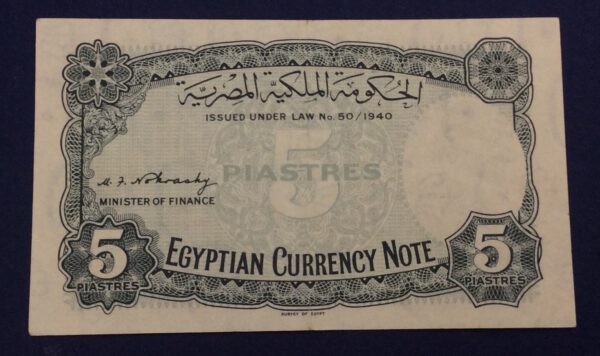 الحكومة الملكية المصرية
ISSUED UNDER LAW No. 50/1940
5
PIASTRES
M. F. Nokrashy
MINISTER OF FINANCE
5
PIASTRES
EGYPTIAN CURRENCY NOTE
5
PIASTRES
SURVEY OF EGYPT